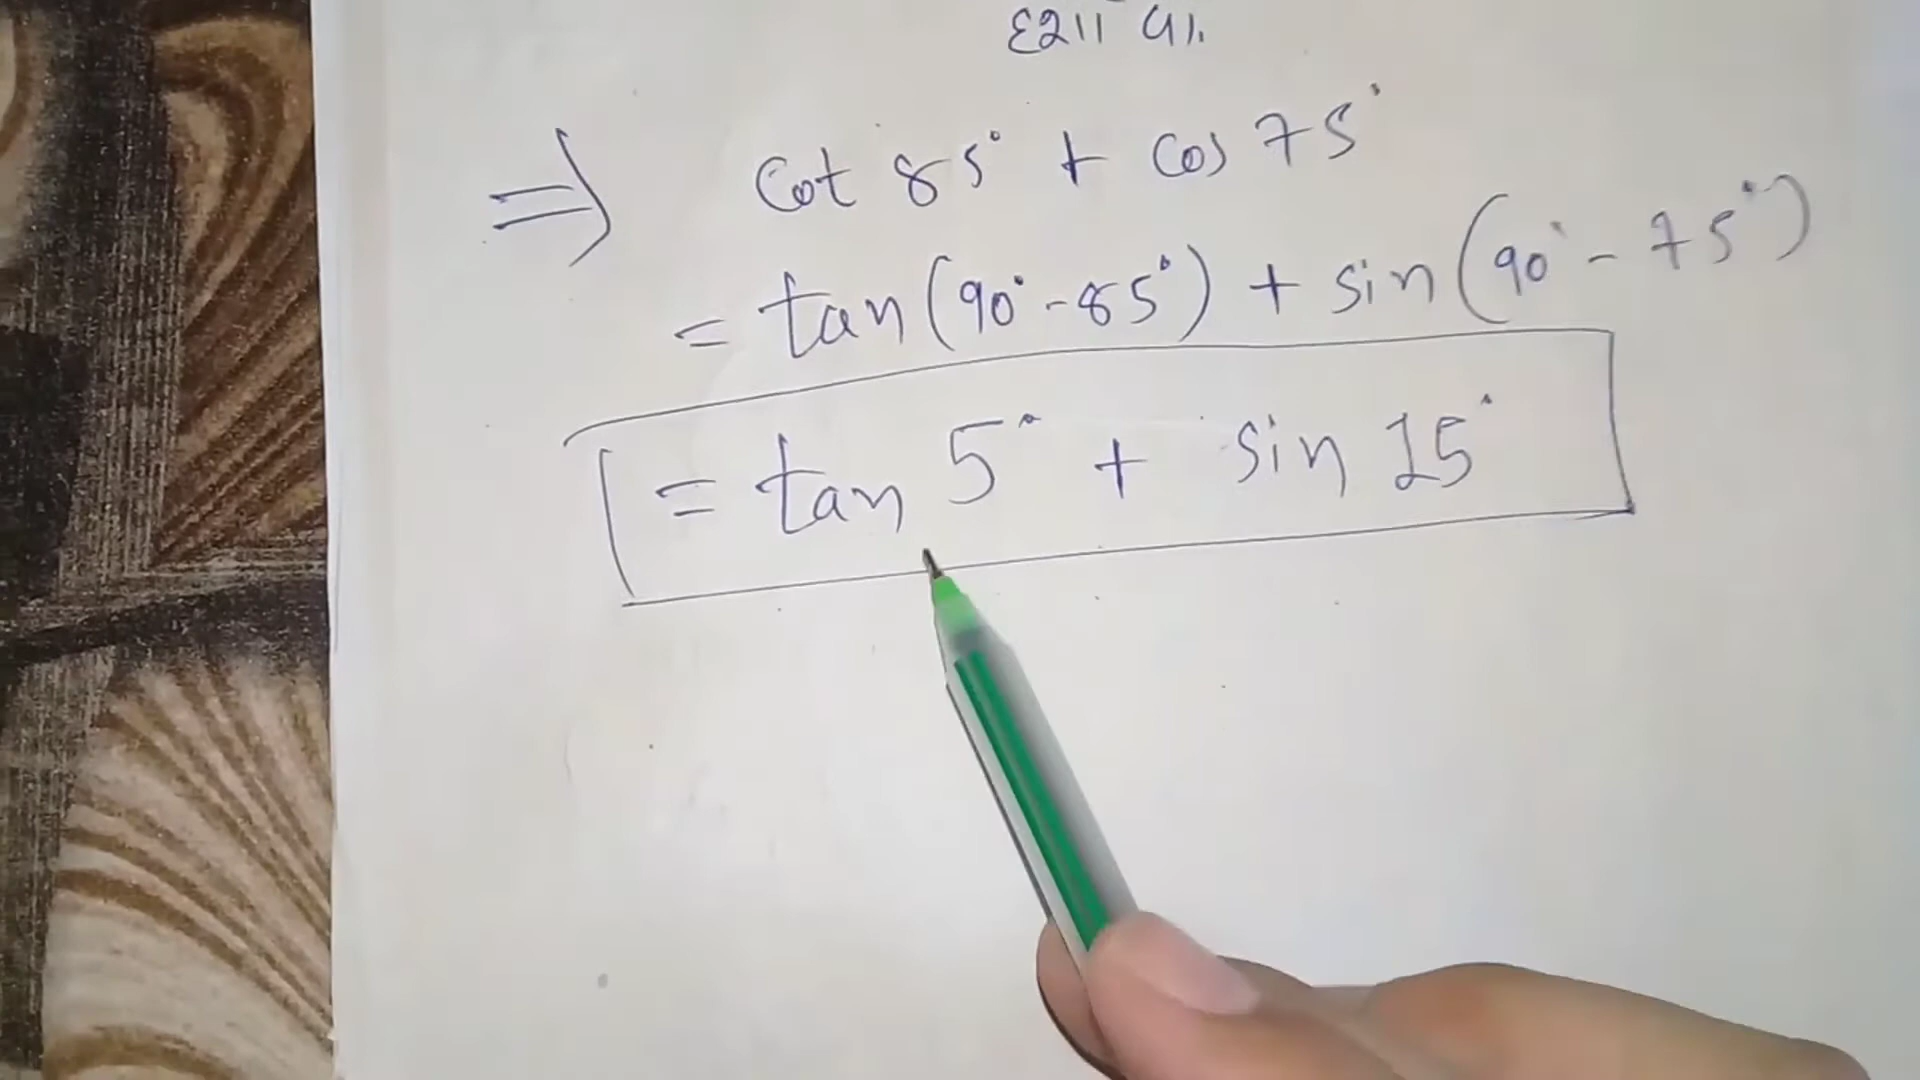 ⇒ cot 85° + cos 75°
= tan(90° - 85°) + sin(90° - 75°)
= tan 5° + sin 15°